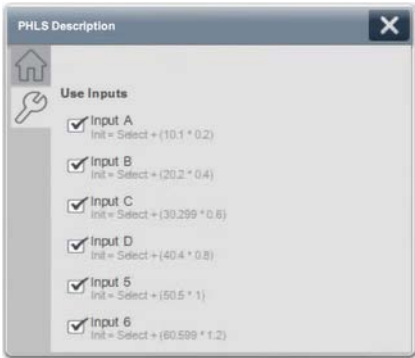 PHLS Description
Use Inputs
Input A
Init = Select + (10.1 * 0.2)
Input B
Init = Select + (20.2 * 0.4)
Input C
Init = Select + (30.299 * 0.6)
Input D
Init = Select + (40.4 * 0.8)
Input 5
Init = Select + (50.5 * 1)
Input 6
Init = Select + (60.599 * 1.2)